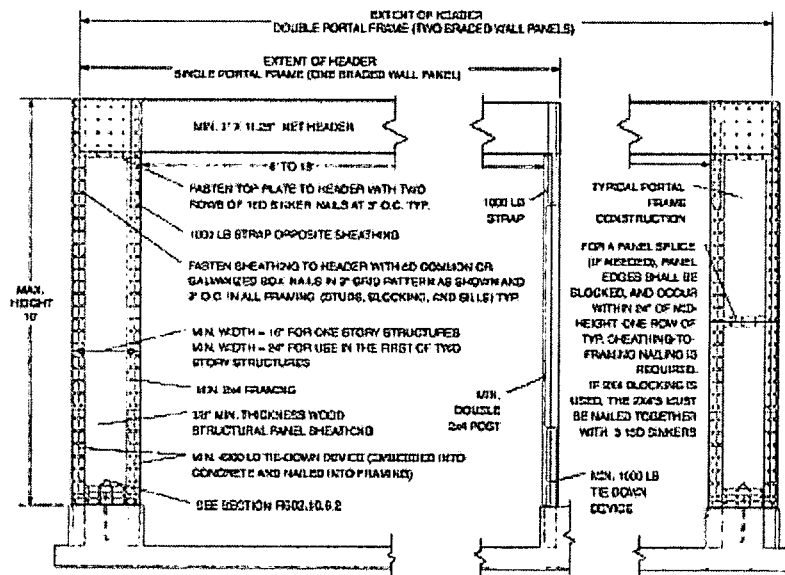 EXTENT OF HEADER
DOUBLE PORTAL FRAME (TWO BRACED WALL PANELS)
EXTENT OF HEADER
SINGLE PORTAL FRAME (ONE BRACED WALL PANEL)
MIN. 3" X 11.25" NET HEADER
TO 18'
FASTEN TOP PLATE TO HEADER WITH TWO
ROWS OF 16D SINKER NAILS AT 3" O.C. TYP.
1000 LB STRAP OPPOSITE SHEATHING
FASTEN SHEATHING TO HEADER WITH 8D COMMON OR
GALVANIZED BOX NAILS IN 3" GRID PATTERN AS SHOWN AND
3" O.C. IN ALL FRAMING (STUDS, BLOCKING, AND SILLS) TYP.
MAX.
HEIGHT
10'
MIN. WIDTH = 16" FOR ONE STORY STRUCTURES
MIN. WIDTH = 24" FOR USE IN THE FIRST OF TWO
STORY STRUCTURES
MIN. 2x4 FRAMING
3/8" MIN. THICKNESS WOOD
STRUCTURAL PANEL SHEATHING
MIN. LB TIE-DOWN DEVICE (EMBEDDED INTO
CONCRETE AND NAILED INTO FRAMING)
SEE SECTION R602.10.6.2
1000 LB
STRAP
MIN.
DOUBLE
2x4 POST
MIN. 1000 LB
TIE DOWN
DEVICE
TYPICAL PORTAL
FRAME
CONSTRUCTION
FOR A PANEL SPLICE
(IF NEEDED), PANEL
EDGES SHALL BE
BLOCKED, AND OCCUR
WITHIN 24" OF MID-
HEIGHT. ONE ROW OF
TYP. SHEATHING-TO-
FRAMING NAILING IS
REQUIRED.
IF 2X4 BLOCKING IS
USED, THE 2X4'S MUST
BE NAILED TOGETHER
WITH 3 16D SINKERS